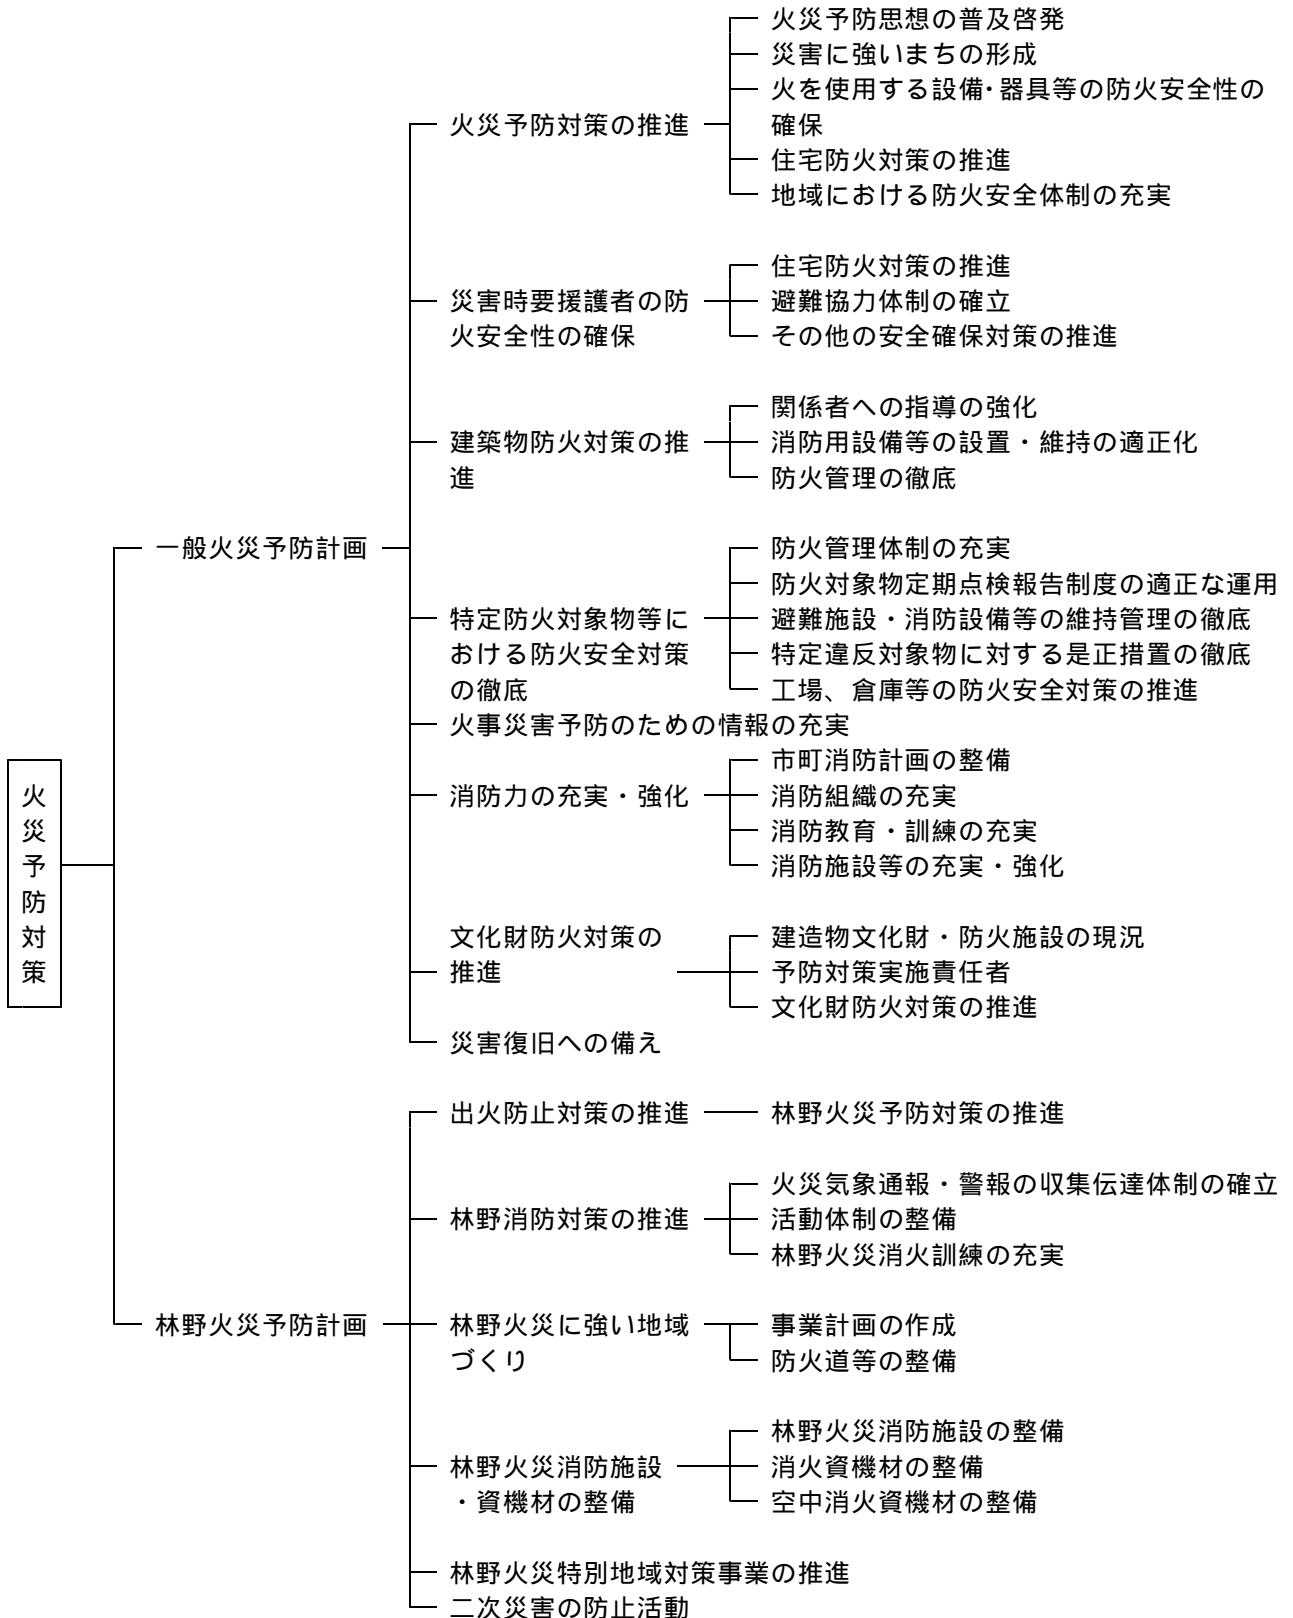 火災予防対策
一般火災予防計画
火災予防対策の推進
火災予防思想の普及啓発
災害に強いまちの形成
火を使用する設備・器具等の防火安全性の
確保
住宅防火対策の推進
地域における防火安全体制の充実
災害時要援護者の防
火安全性の確保
住宅防火対策の推進
避難協力体制の確立
その他の安全確保対策の推進
建築物防火対策の推
進
関係者への指導の強化
消防用設備等の設置・維持の適正化
防火管理の徹底
特定防火対象物等に
おける防火安全対策
の徹底
防火管理体制の充実
防火対象物定期点検報告制度の適正な運用
避難施設・消防設備等の維持管理の徹底
特定違反対象物に対する是正措置の徹底
工場、倉庫等の防火安全対策の推進
火事災害予防のための情報の充実
消防力の充実・強化
市町消防計画の整備
消防組織の充実
消防教育・訓練の充実
消防施設等の充実・強化
文化財防火対策の
推進
建造物文化財・防火施設の現況
予防対策実施責任者
文化財防火対策の推進
災害復旧への備え
林野火災予防計画
出火防止対策の推進
林野火災予防対策の推進
林野消防対策の推進
火災気象通報・警報の収集伝達体制の確立
活動体制の整備
林野火災消火訓練の充実
林野火災に強い地域
づくり
事業計画の作成
防火道等の整備
林野火災消防施設
・資機材の整備
林野火災消防施設の整備
消火資機材の整備
空中消火資機材の整備
林野火災特別地域対策事業の推進
二次災害の防止活動